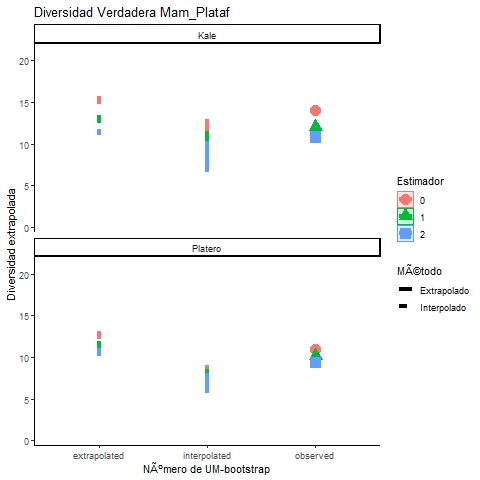 Diversidad Verdadera Mam_Plataf
Kale
20
15
10
5
0
Platero
20
15
10
5
0
Diversidad extrapolada
extrapolated interpolated observed
NÃºmero de UM-bootstrap
Estimador
0
1
2
MÃ©todo
Extrapolado
Interpolado